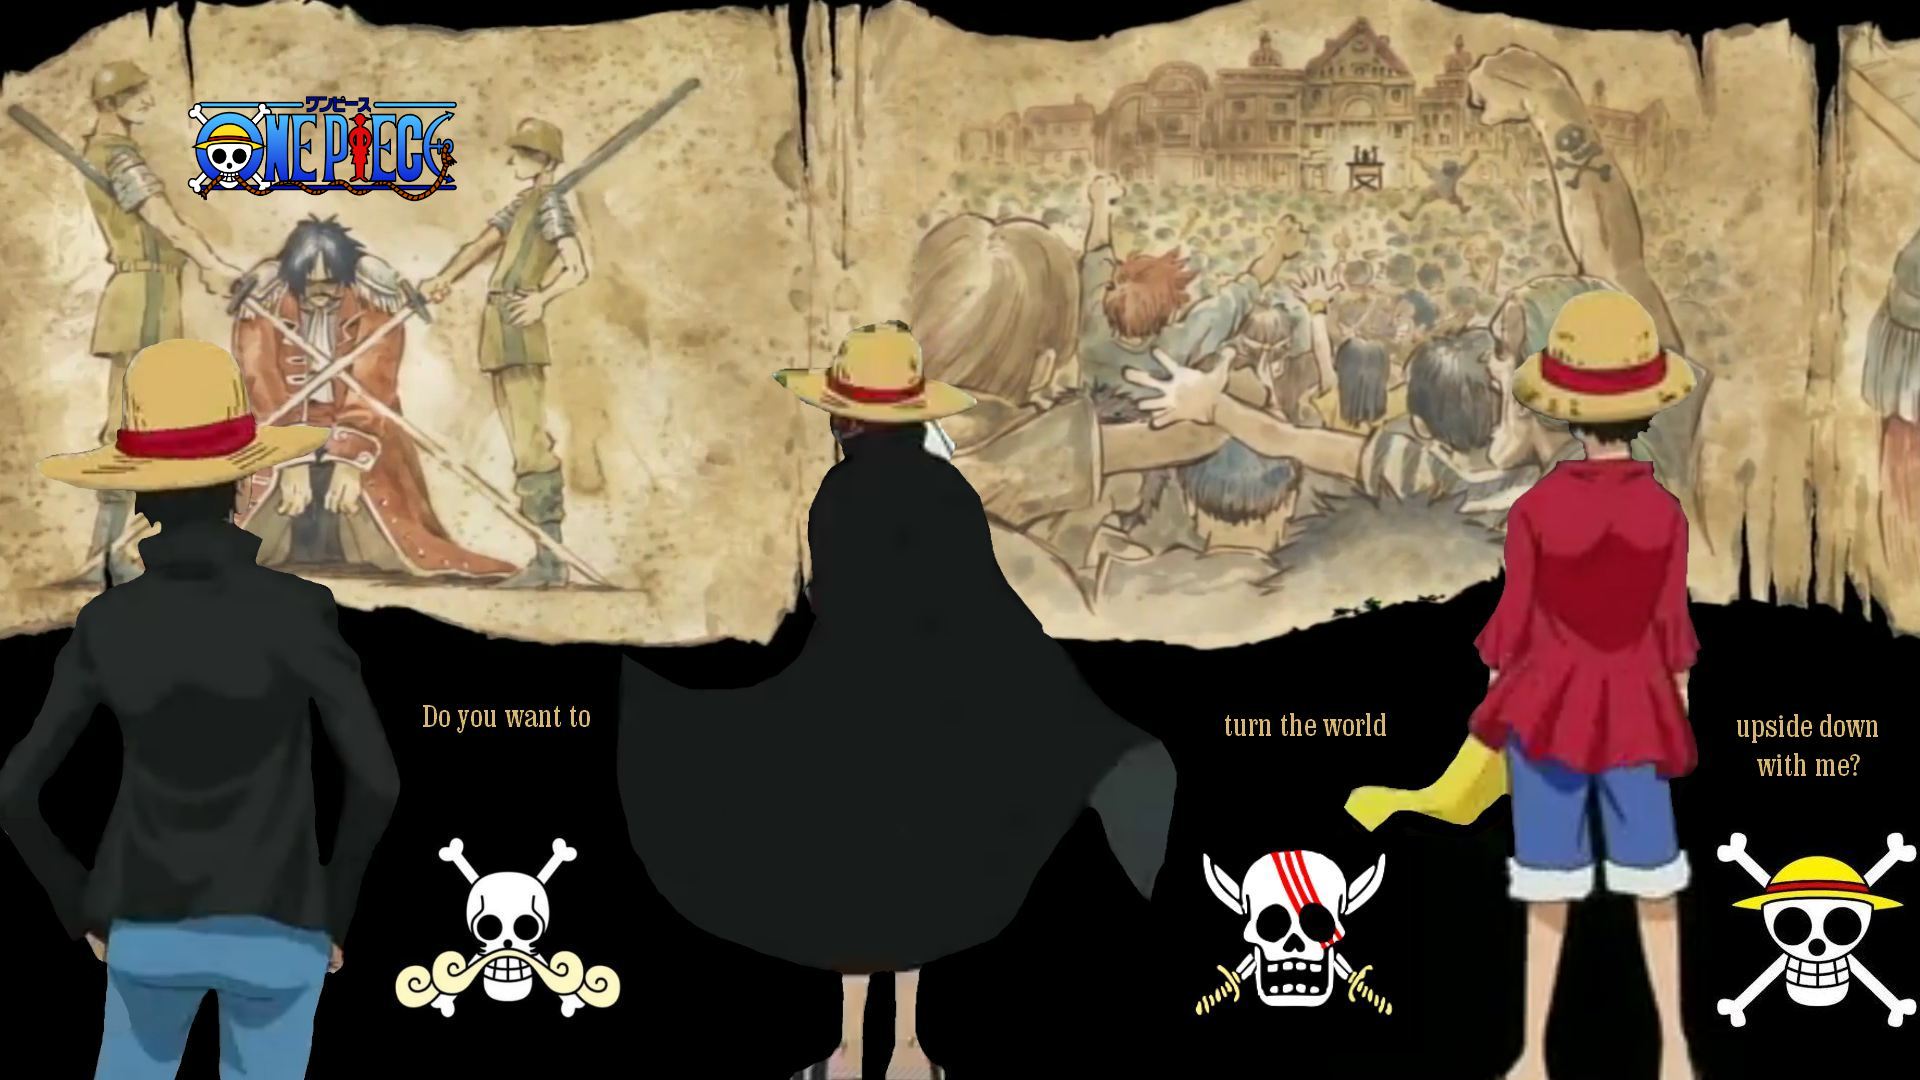 ワンピース
ONE PIECE
Do you want to
turn the world
upside down
with me?